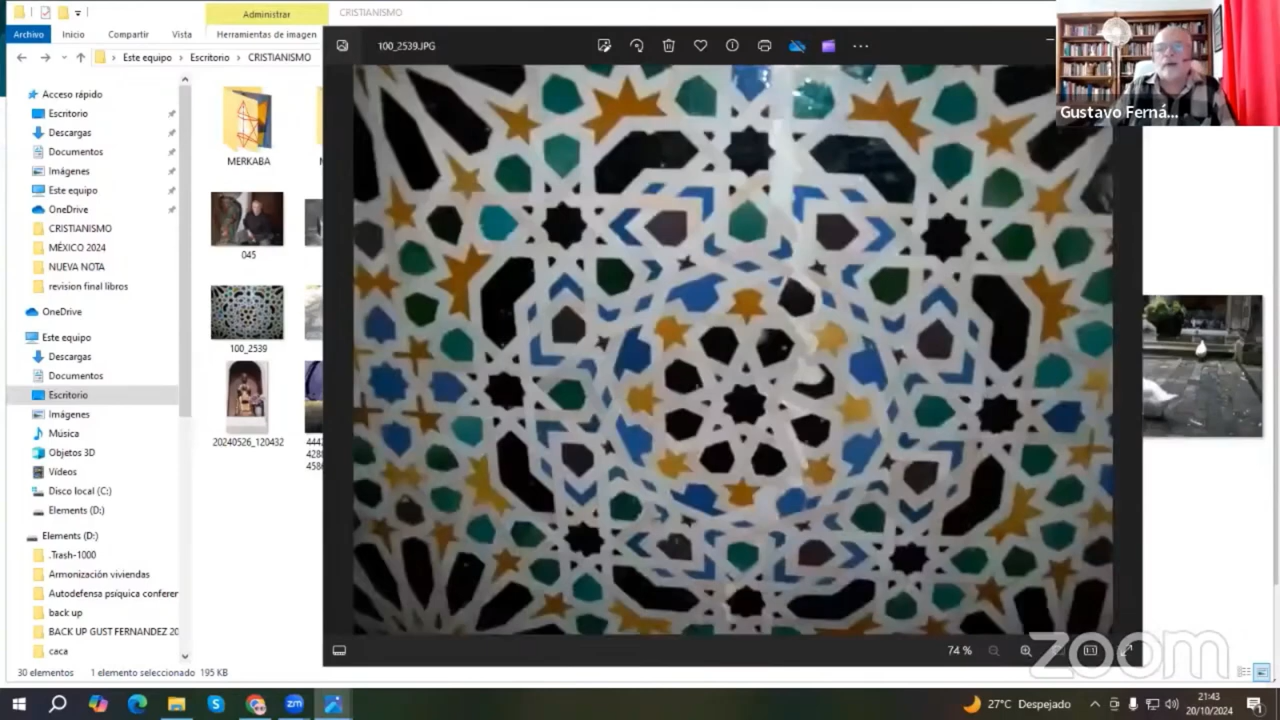 Administrar
CRISTIANISMO
Archivo
Inicio
Compartir
Vista
Herramientas de imagen
Este equipo
Escritorio
CRISTIANISMO
100_2539.JPG
Gustavo Ferná...
Acceso rápido
Escritorio
Descargas
Documentos
Imágenes
Este equipo
OneDrive
CRISTIANISMO
MÉXICO 2024
NUEVA NOTA
revision final libros
OneDrive
Este equipo
Descargas
Documentos
Escritorio
Imágenes
Música
Objetos 3D
Vídeos
Disco local (C:)
Elements (D:)
Elements (D:)
.Trash-1000
Armonización viviendas
Autodefensa psíquica conferer
back up
BACK UP GUST FERNANDEZ 20
caca
MERKABA
045
100_2539
20240526_120432
444
428
458
30 elementos
1 elemento seleccionado
195 KB
74 %
zoom
27°C Despejado
21:43
20/10/2024